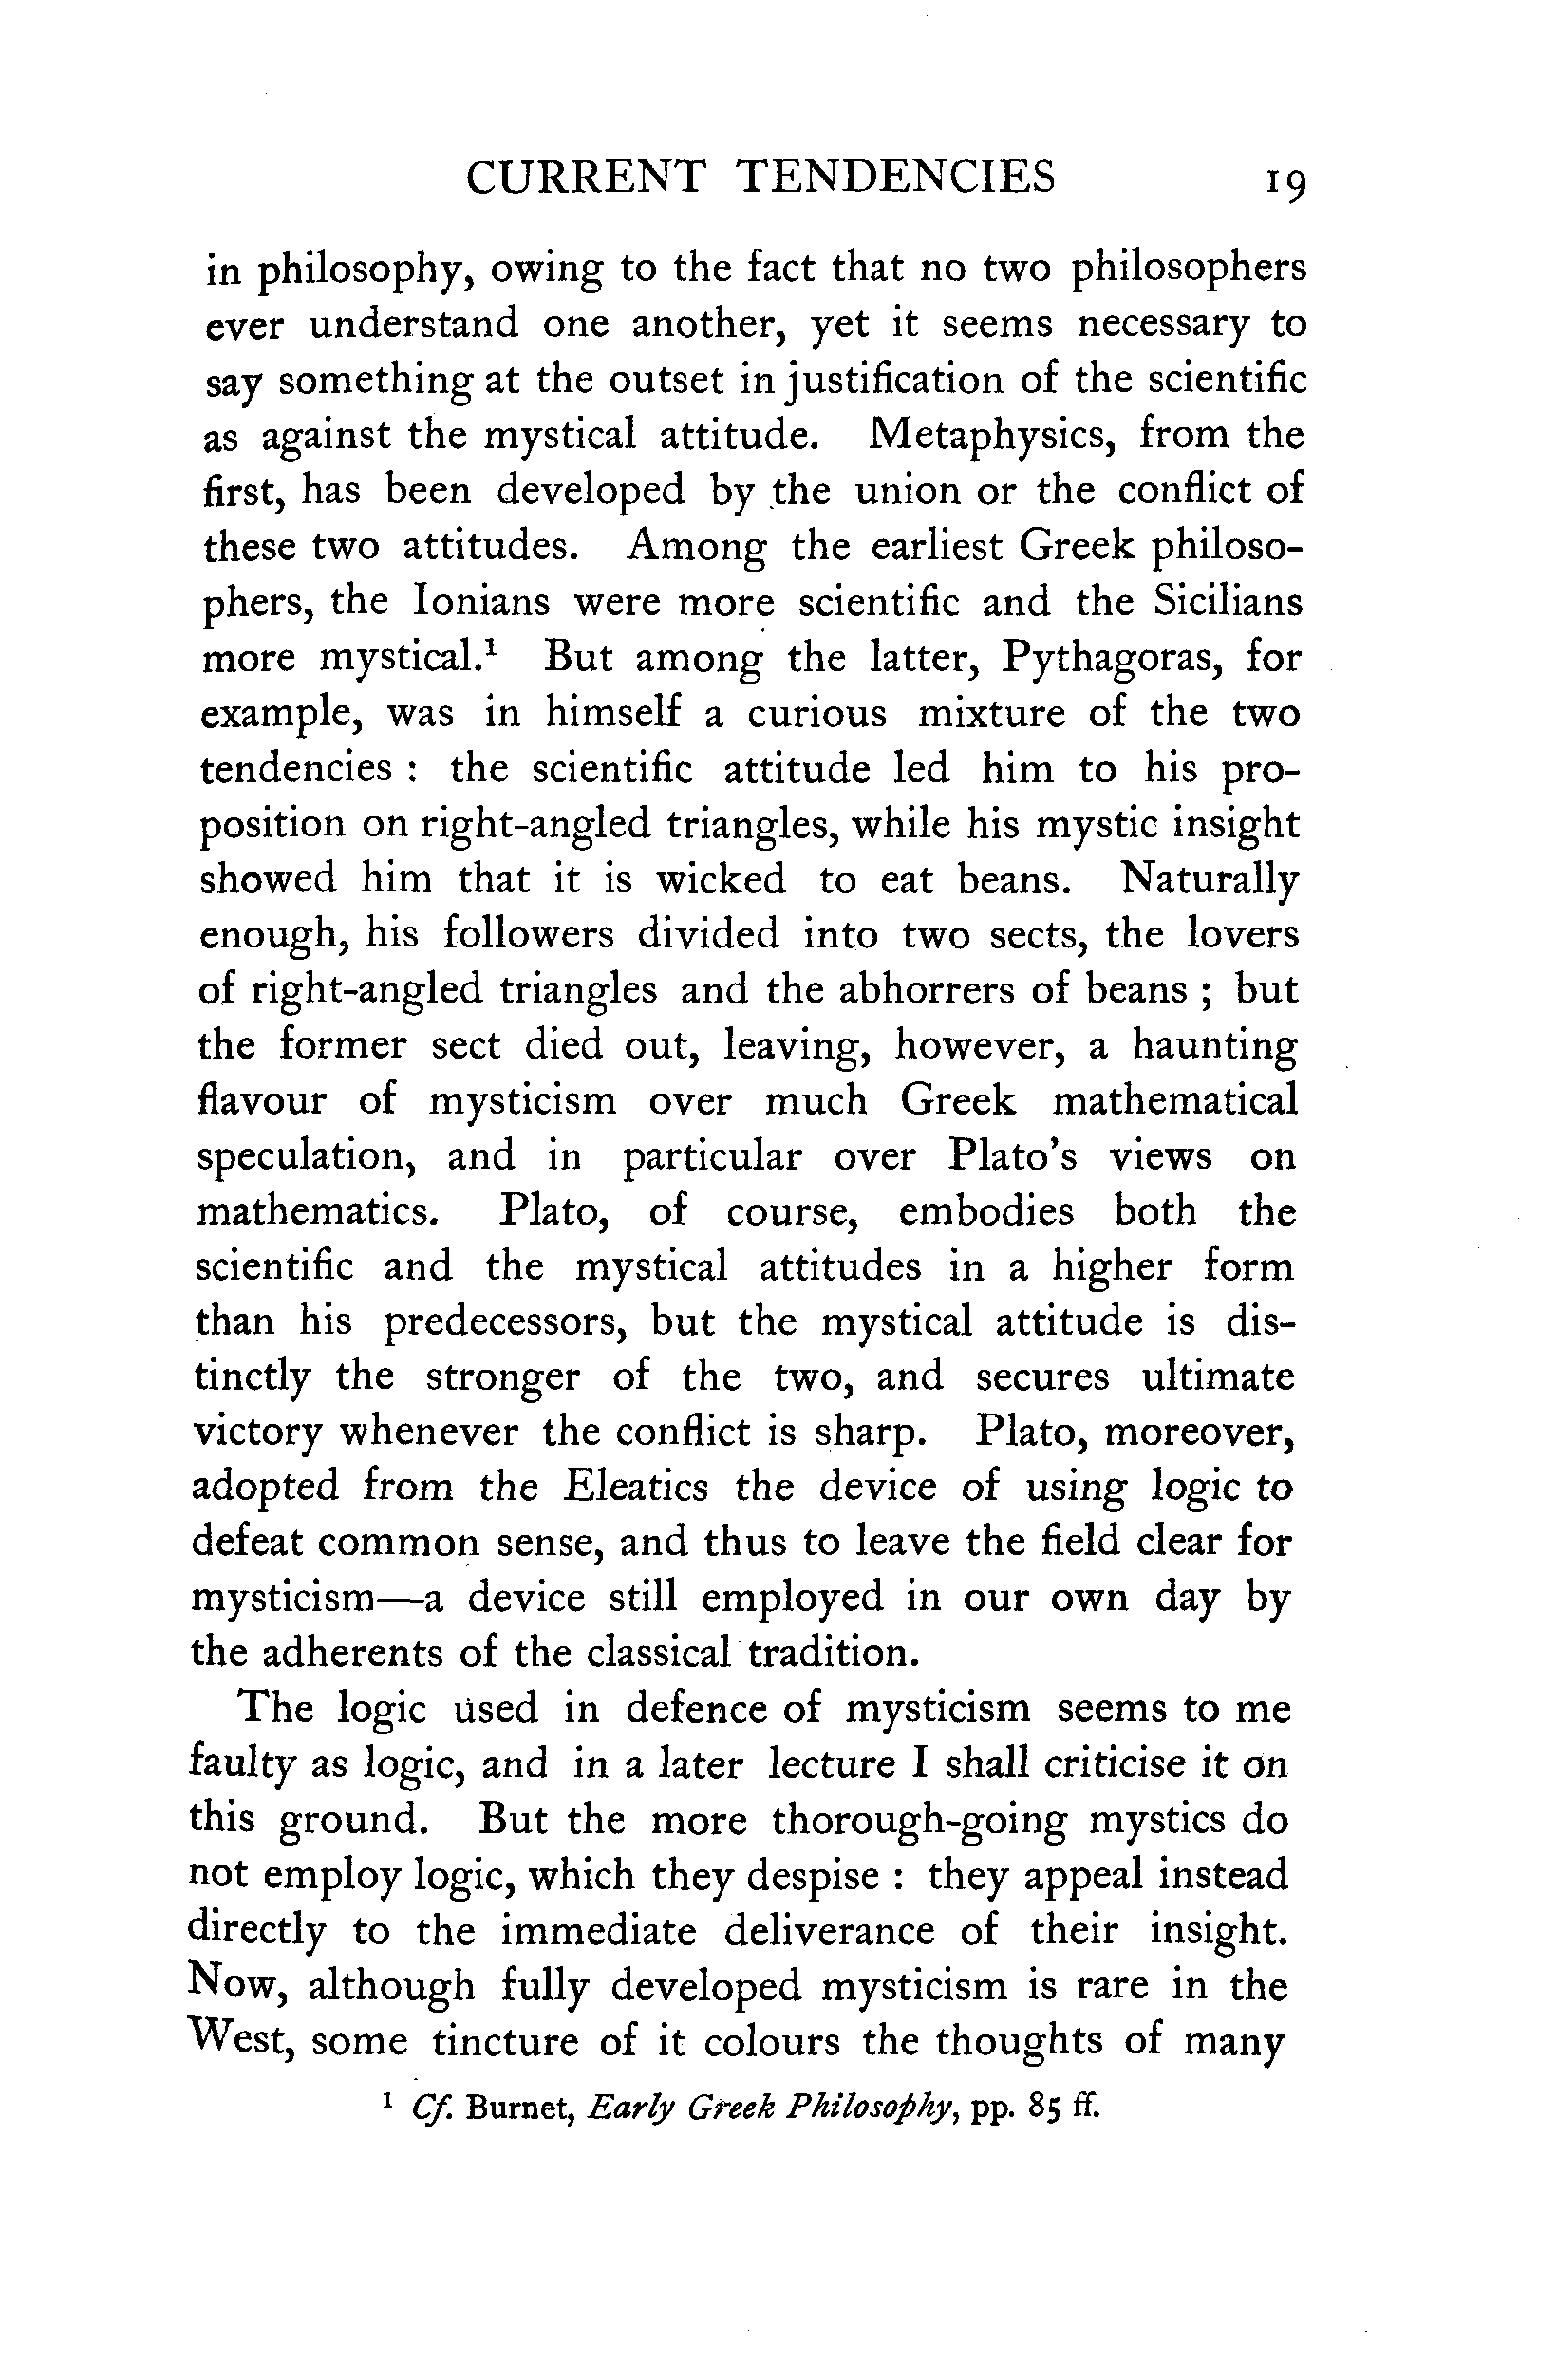 CURRENT TENDENCIES 19
in philosophy, owing to the fact that no two philosophers
ever understand one another, yet it seems necessary to
say something at the outset in justification of the scientific
as against the mystical attitude. Metaphysics, from the
first, has been developed by the union or the conflict of
these two attitudes. Among the earliest Greek philoso-
phers, the Ionians were more scientific and the Sicilians
more mystical.¹ But among the latter, Pythagoras, for
example, was in himself a curious mixture of the two
tendencies : the scientific attitude led him to his pro-
position on right-angled triangles, while his mystic insight
showed him that it is wicked to eat beans. Naturally
enough, his followers divided into two sects, the lovers
of right-angled triangles and the abhorrers of beans ; but
the former sect died out, leaving, however, a haunting
flavour of mysticism over much Greek mathematical
speculation, and in particular over Plato's views on
mathematics. Plato, of course, embodies both the
scientific and the mystical attitudes in a higher form
than his predecessors, but the mystical attitude is dis-
tinctly the stronger of the two, and secures ultimate
victory whenever the conflict is sharp. Plato, moreover,
adopted from the Eleatics the device of using logic to
defeat common sense, and thus to leave the field clear for
mysticism—a device still employed in our own day by
the adherents of the classical tradition.
The logic used in defence of mysticism seems to me
faulty as logic, and in a later lecture I shall criticise it on
this ground. But the more thorough-going mystics do
not employ logic, which they despise : they appeal instead
directly to the immediate deliverance of their insight.
Now, although fully developed mysticism is rare in the
West, some tincture of it colours the thoughts of many
¹ Cf. Burnet, Early Greek Philosophy, pp. 85 ff.